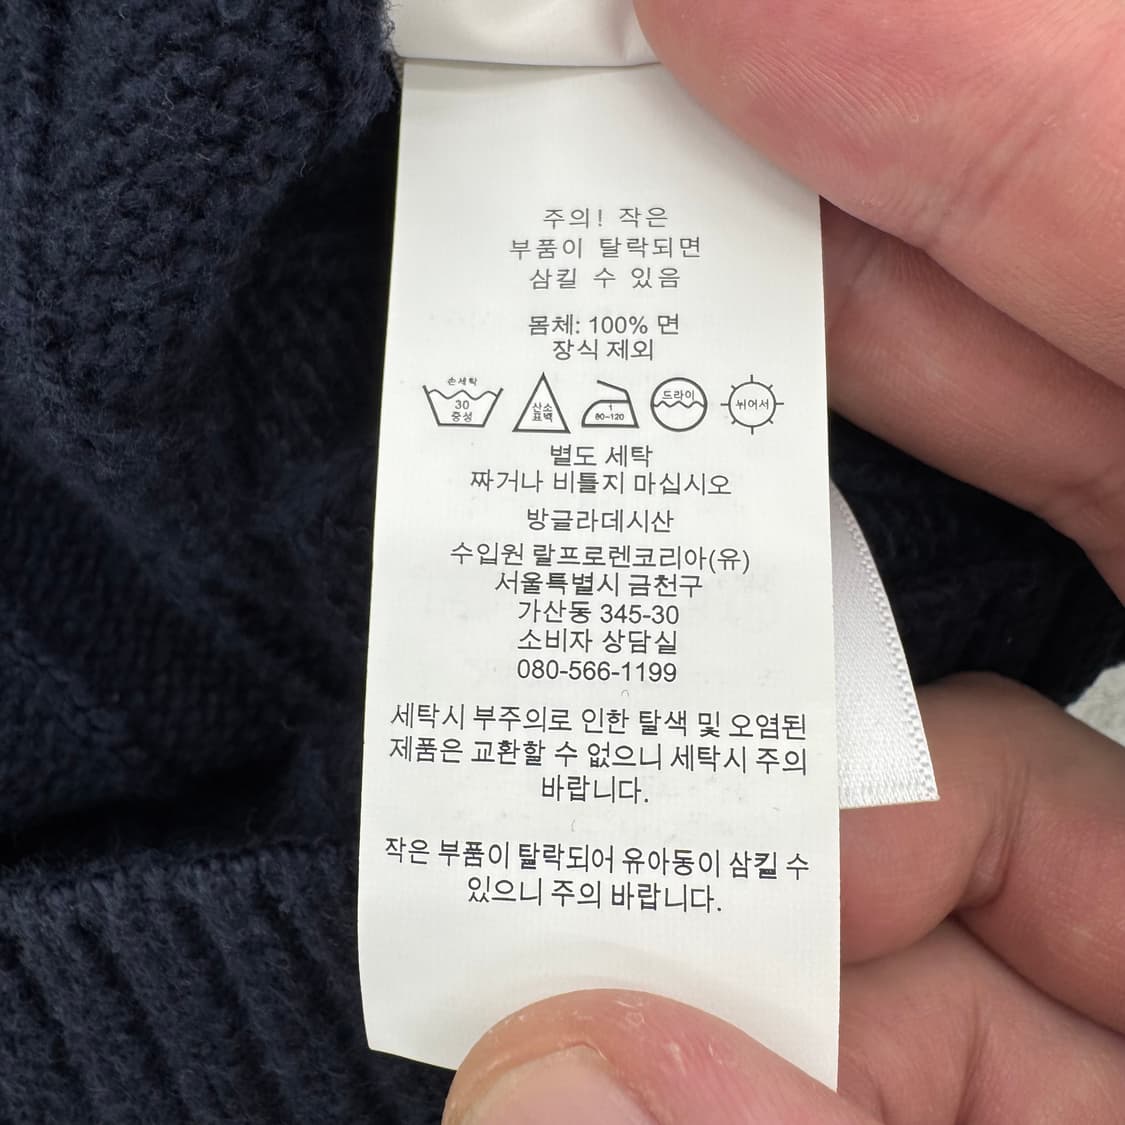 주의! 작은
부품이 탈락되면
삼킬 수 있음
몸체: 100% 면
장식 제외
손세탁
30
중성
산소
표백
1
80~120
드라이
뉘어서
별도 세탁
짜거나 비틀지 마십시오
방글라데시산
수입원 랄프로렌코리아(유)
서울특별시 금천구
가산동 345-30
소비자 상담실
080-566-1199
세탁시 부주의로 인한 탈색 및 오염된
제품은 교환할 수 없으니 세탁시 주의
바랍니다.
작은 부품이 탈락되어 유아동이 삼킬 수
있으니 주의 바랍니다.